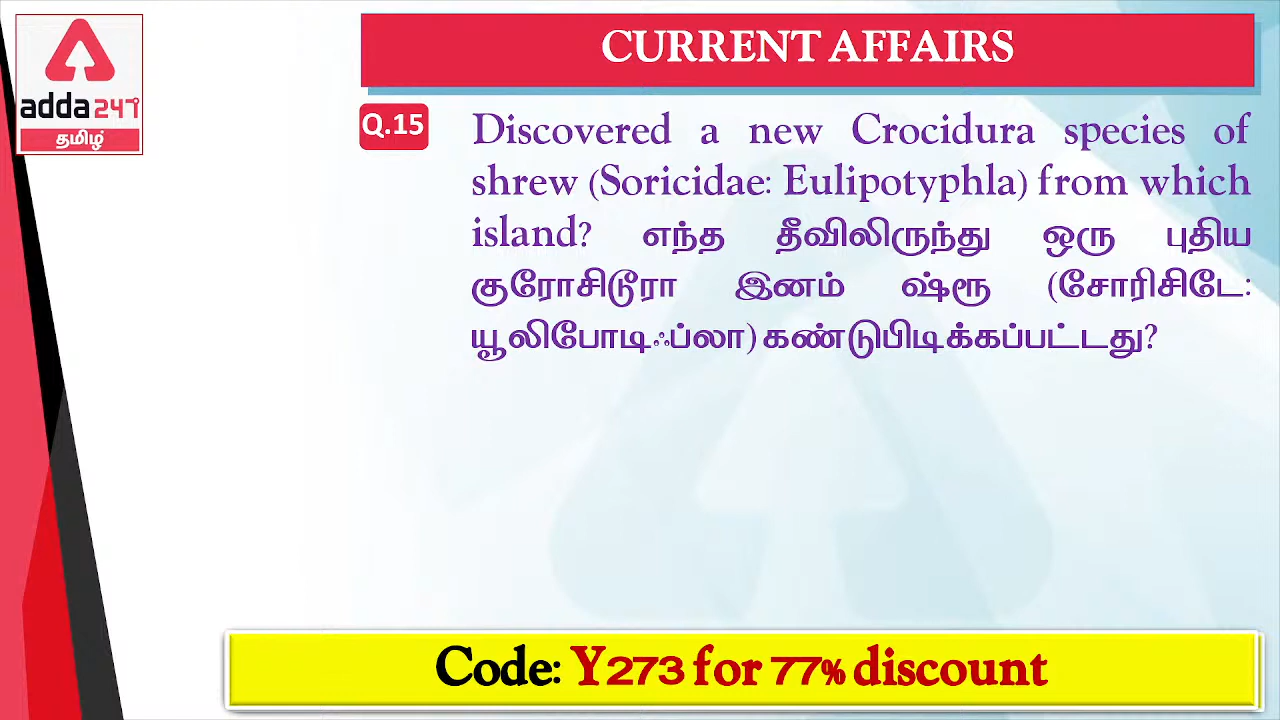 adda247
தமிழ்
CURRENT AFFAIRS
Q.15
Discovered a new Crocidura species of
shrew (Soricidae: Eulipotyphla) from which
island? எந்த தீவிலிருந்து ஒரு புதிய
குரோசிடூரா இனம் ஷ்ரூ (சோரிசிடே:
யூலிபோடிஃப்லா) கண்டுபிடிக்கப்பட்டது?
Code: Y273 for 77% discount